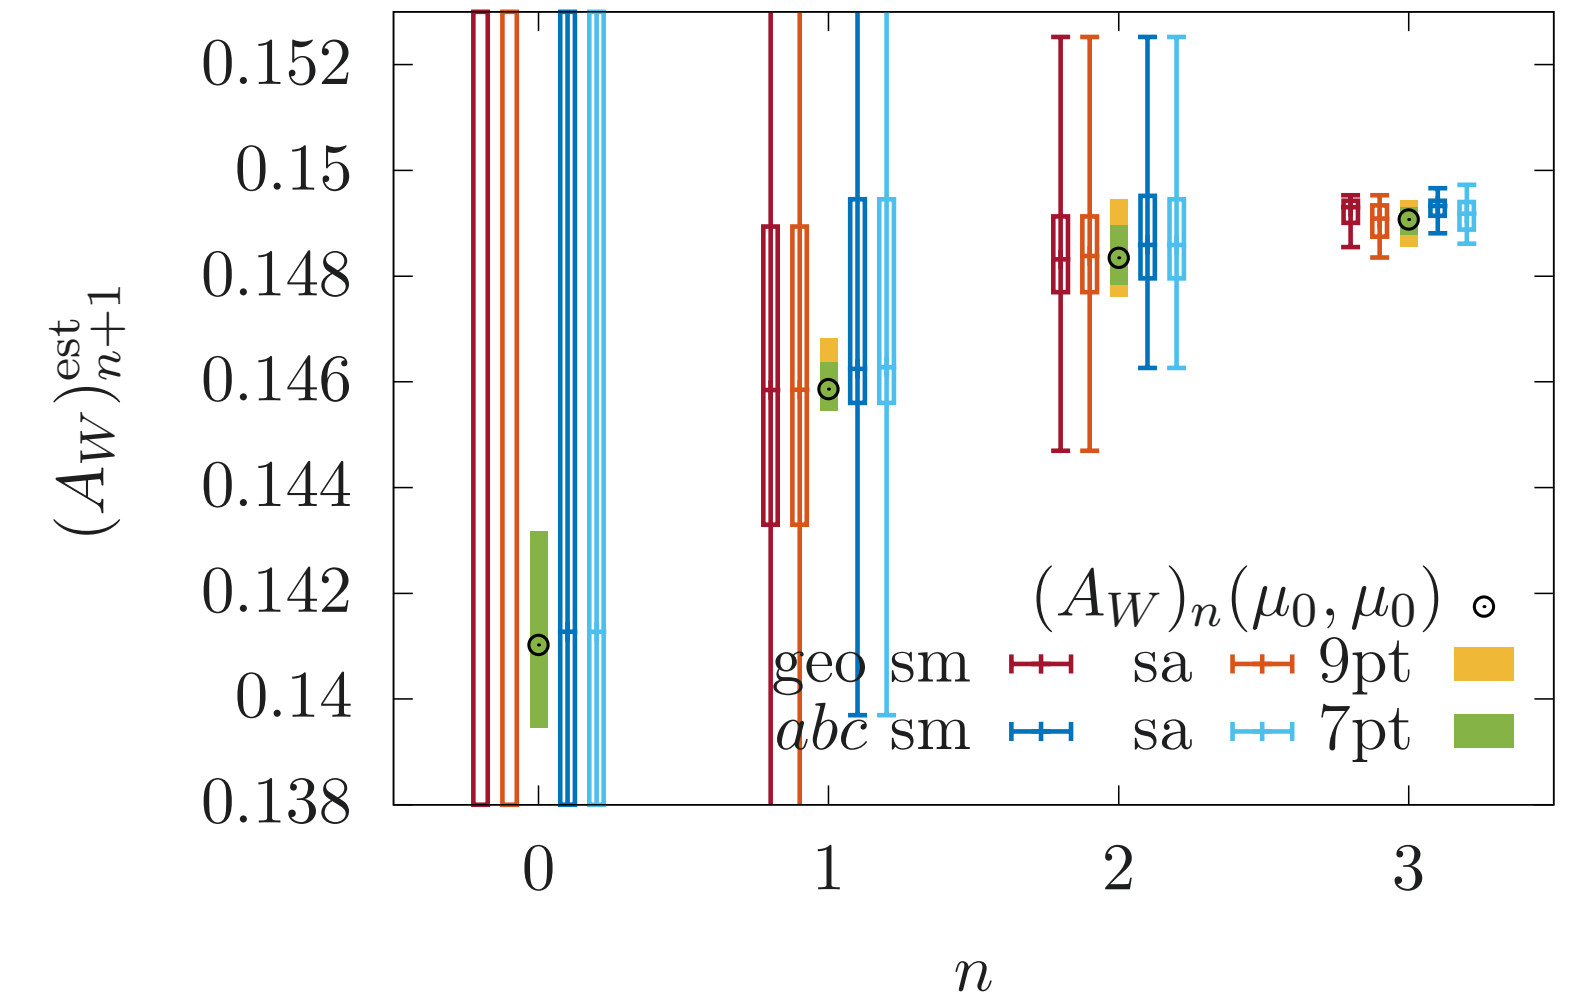 0.152
0.15
0.148
0.146
0.144
0.142
0.14
0.138
(A_W)^{est}_{n+1}
(A_W)_n(μ_0, μ_0)
geo sm sa 9pt
abc sm sa 7pt
0 1 2 3
n